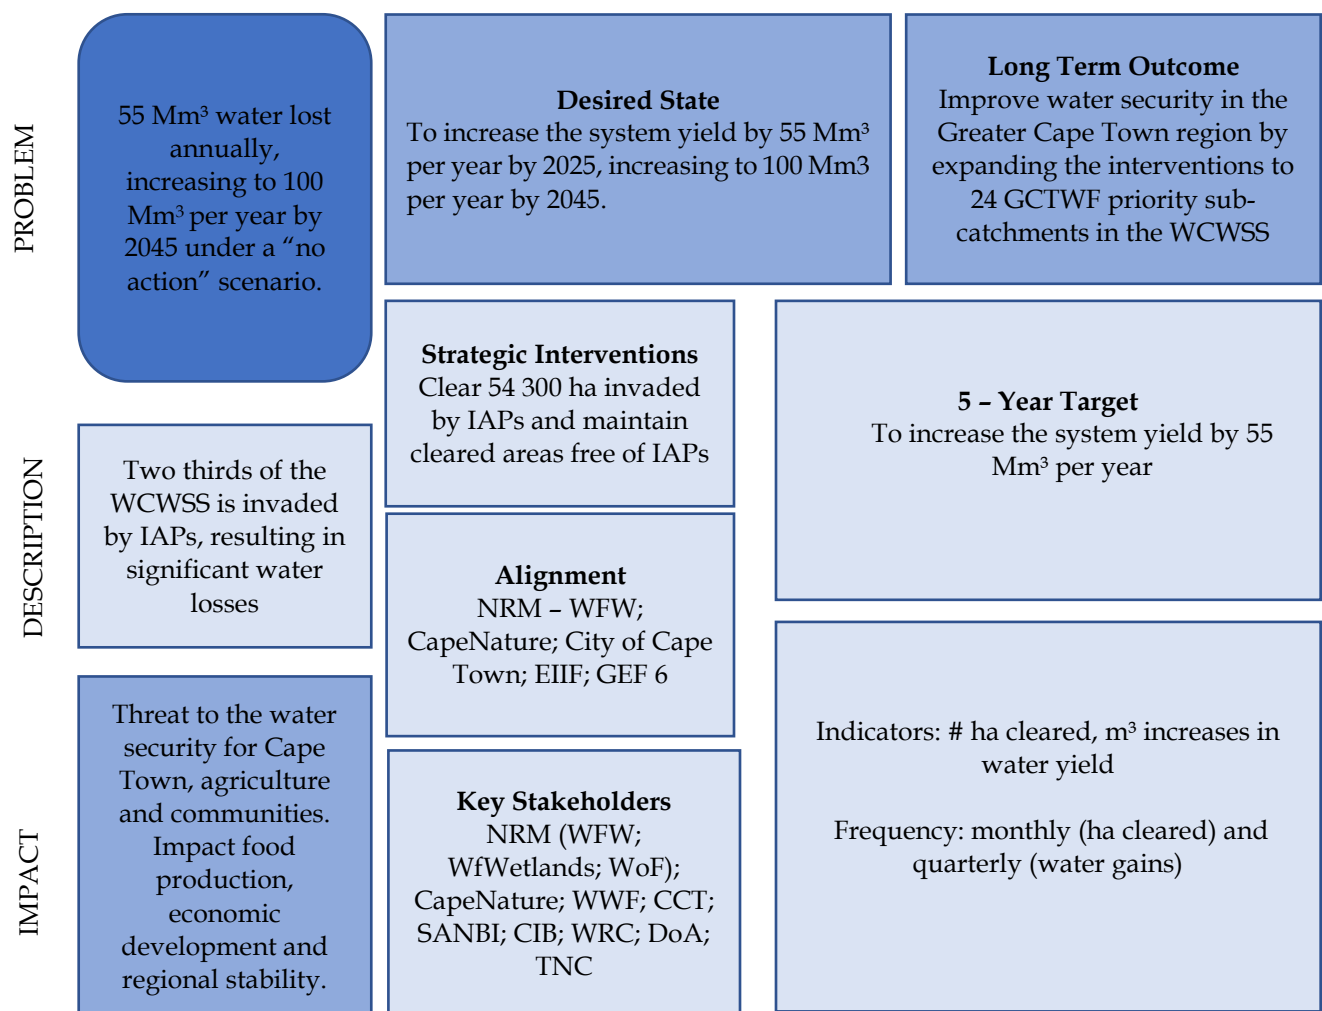 PROBLEM
55 Mm³ water lost
annually,
increasing to 100
Mm³ per year by
2045 under a “no
action” scenario.
Desired State
To increase the system yield by 55 Mm³
per year by 2025, increasing to 100 Mm3
per year by 2045.
Long Term Outcome
Improve water security in the
Greater Cape Town region by
expanding the interventions to
24 GCTWF priority sub-
catchments in the WCWSS
DESCRIPTION
Two thirds of the
WCWSS is invaded
by IAPs, resulting in
significant water
losses
Strategic Interventions
Clear 54 300 ha invaded
by IAPs and maintain
cleared areas free of IAPs
5 – Year Target
To increase the system yield by 55
Mm³ per year
Alignment
NRM – WFW;
CapeNature; City of Cape
Town; EIIF; GEF 6
IMPACT
Threat to the water
security for Cape
Town, agriculture
and communities.
Impact food
production,
economic
development and
regional stability.
Key Stakeholders
NRM (WFW;
WfWetlands; WoF);
CapeNature; WWF; CCT;
SANBI; CIB; WRC; DoA;
TNC
Indicators: # ha cleared, m³ increases in
water yield
Frequency: monthly (ha cleared) and
quarterly (water gains)